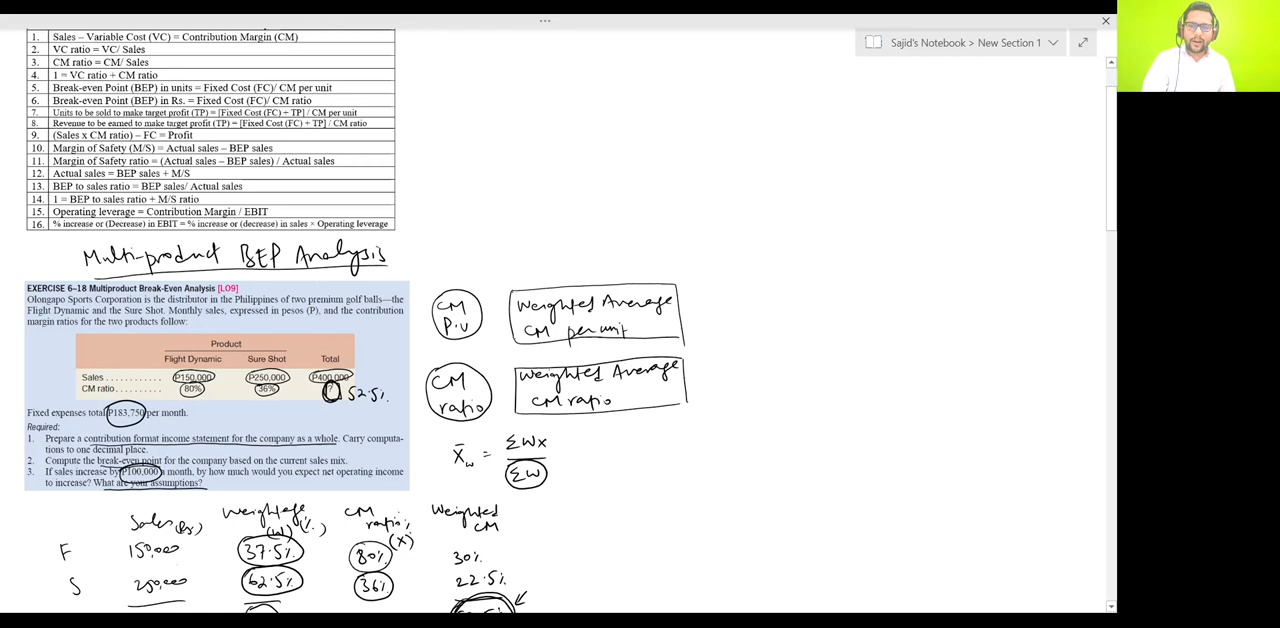 Sajid's Notebook > New Section 1
1. Sales – Variable Cost (VC) = Contribution Margin (CM)
2. VC ratio = VC/ Sales
3. CM ratio = CM/ Sales
4. 1 = VC ratio + CM ratio
5. Break-even Point (BEP) in units = Fixed Cost (FC)/ CM per unit
6. Break-even Point (BEP) in Rs. = Fixed Cost (FC)/ CM ratio
7. Units to be sold to make target profit (TP) = [Fixed Cost (FC) + TP] / CM per unit
8. Revenue to be earned to make target profit (TP) = [Fixed Cost (FC) + TP] / CM ratio
9. (Sales x CM ratio) – FC = Profit
10. Margin of Safety (M/S) = Actual sales – BEP sales
11. Margin of Safety ratio = (Actual sales – BEP sales) / Actual sales
12. Actual sales = BEP sales + M/S
13. BEP to sales ratio = BEP sales/ Actual sales
14. 1 = BEP to sales ratio + M/S ratio
15. Operating leverage = Contribution Margin / EBIT
16. % increase or (Decrease) in EBIT = % increase or (decrease) in sales × Operating leverage
Multi-product BEP Analysis
EXERCISE 6–18 Multiproduct Break-Even Analysis [LO9]
Olongapo Sports Corporation is the distributor in the Philippines of two premium golf balls—the
Flight Dynamic and the Sure Shot. Monthly sales, expressed in pesos (P), and the contribution
margin ratios for the two products follow:
Product
Flight Dynamic Sure Shot Total
Sales . . . . . . . . . . . . P150,000 P250,000 P400,000
CM ratio . . . . . . . . . 80% 36% ? 52.5%
Fixed expenses total P183,750 per month.
Required:
1. Prepare a contribution format income statement for the company as a whole. Carry computa-
tions to one decimal place.
2. Compute the break-even point for the company based on the current sales mix.
3. If sales increase by P100,000 a month, by how much would you expect net operating income
to increase? What are your assumptions?
CM P.U
Weighted Average
CM per unit
CM ratio
Weighted Average
CM ratio
X̄w = ΣWX
ΣW
Sales (Rs) Weightage (W) (%) CM ratio % (X) Weighted CM
F 150,000 37.5% 80% 30%
S 250,000 62.5% 36% 22.5%